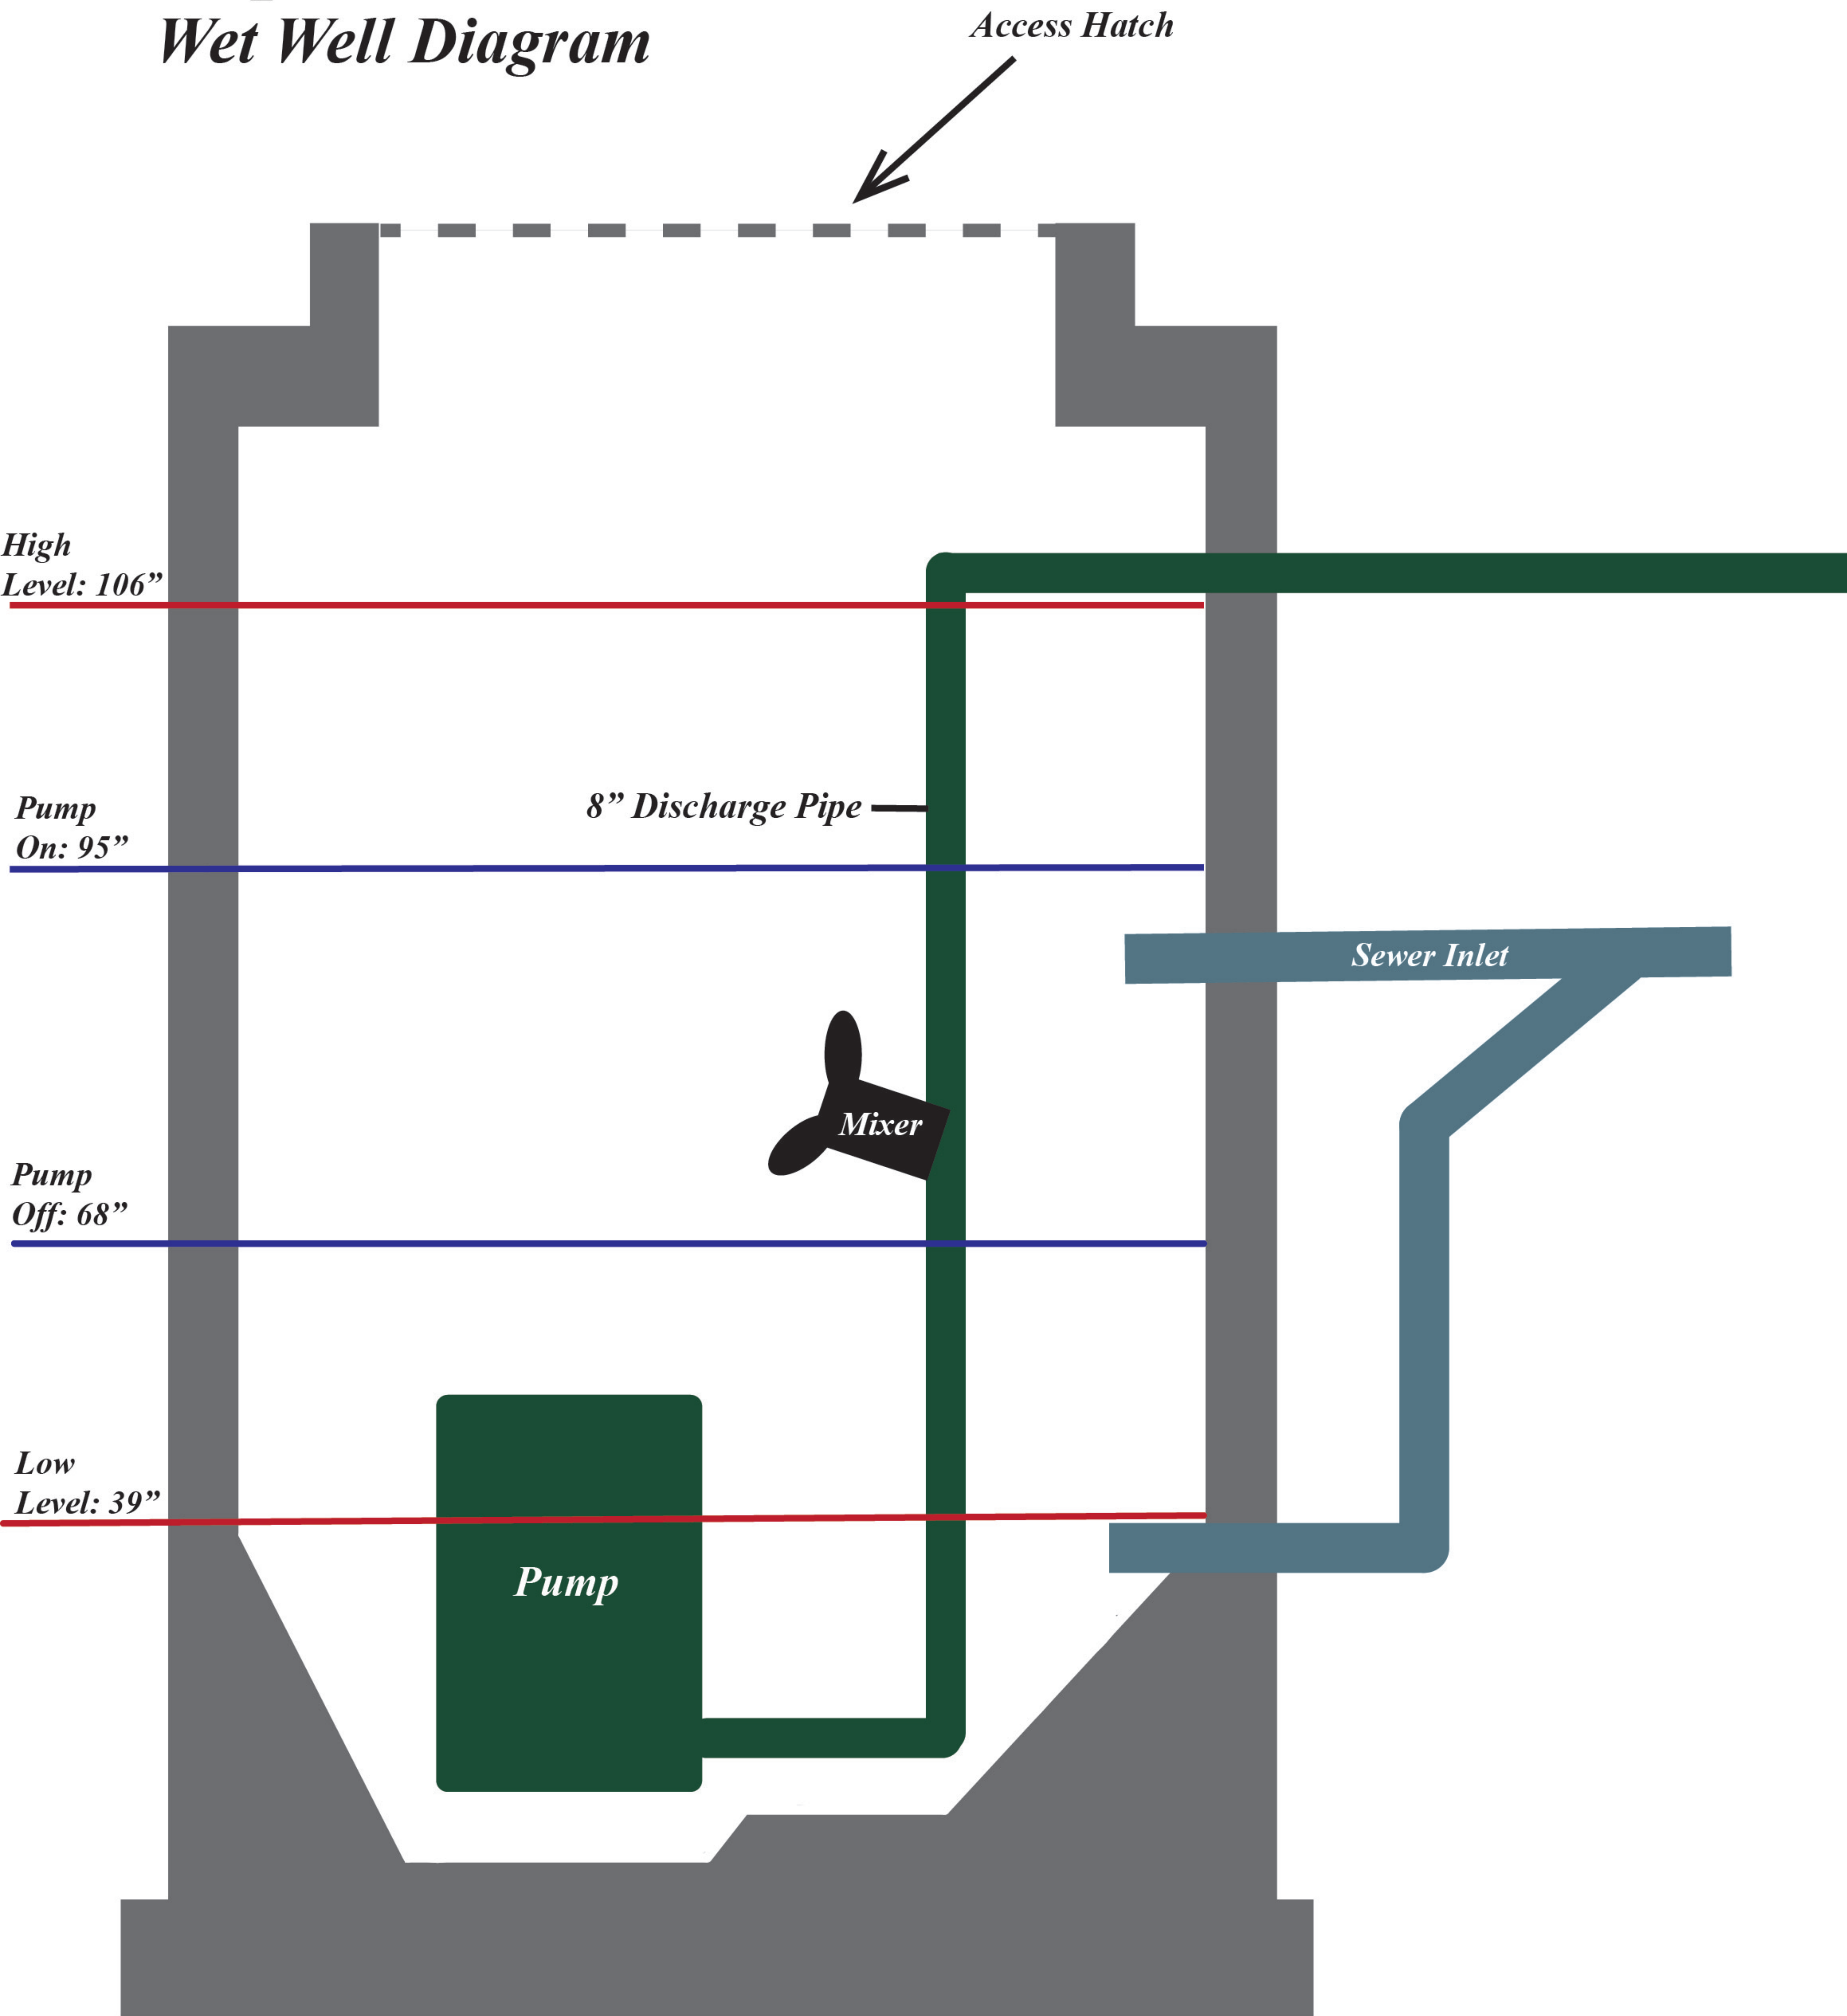 Wet Well Diagram
Access Hatch
High
Level: 106”
Pump
On: 95”
8” Discharge Pipe
Sewer Inlet
Mixer
Pump
Off: 68”
Low
Level: 39”
Pump